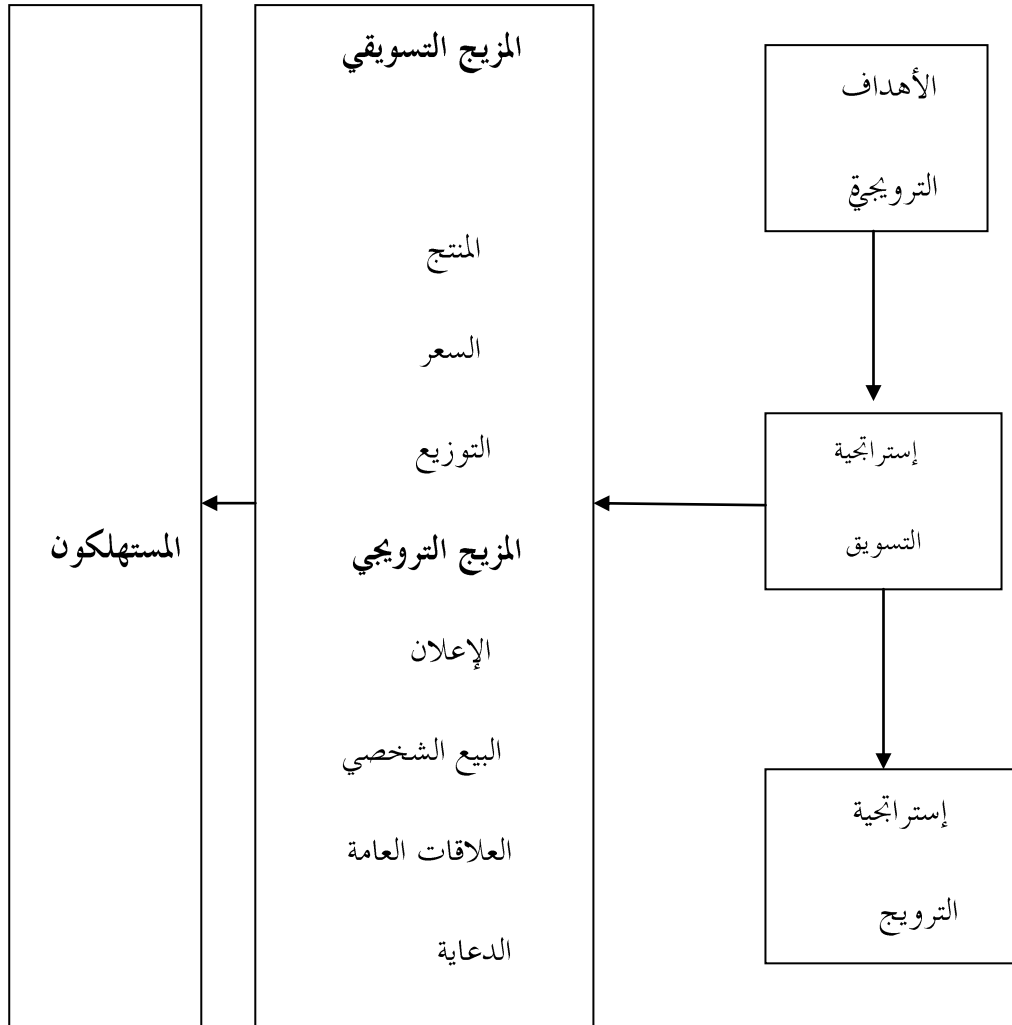 الأهداف
الترويجية
إستراتجية
التسويق
إستراتجية
الترويج
المزيج التسويقي
المنتج
السعر
التوزيع
المزيج الترويجي
الإعلان
البيع الشخصي
العلاقات العامة
الدعاية
المستهلكون